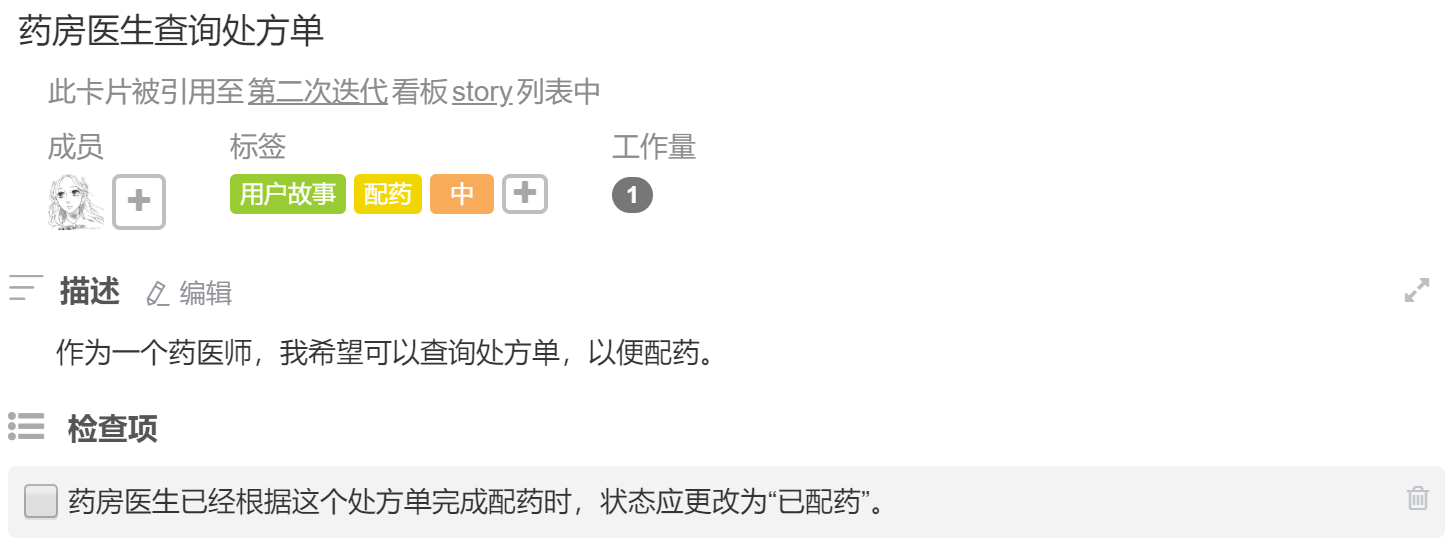 药房医生查询处方单
此卡片被引用至第二次迭代看板story列表中
成员 标签 工作量
用户故事 配药 中 1
描述 编辑
作为一个药医师，我希望可以查询处方单，以便配药。
检查项
药房医生已经根据这个处方单完成配药时，状态应更改为“已配药”。